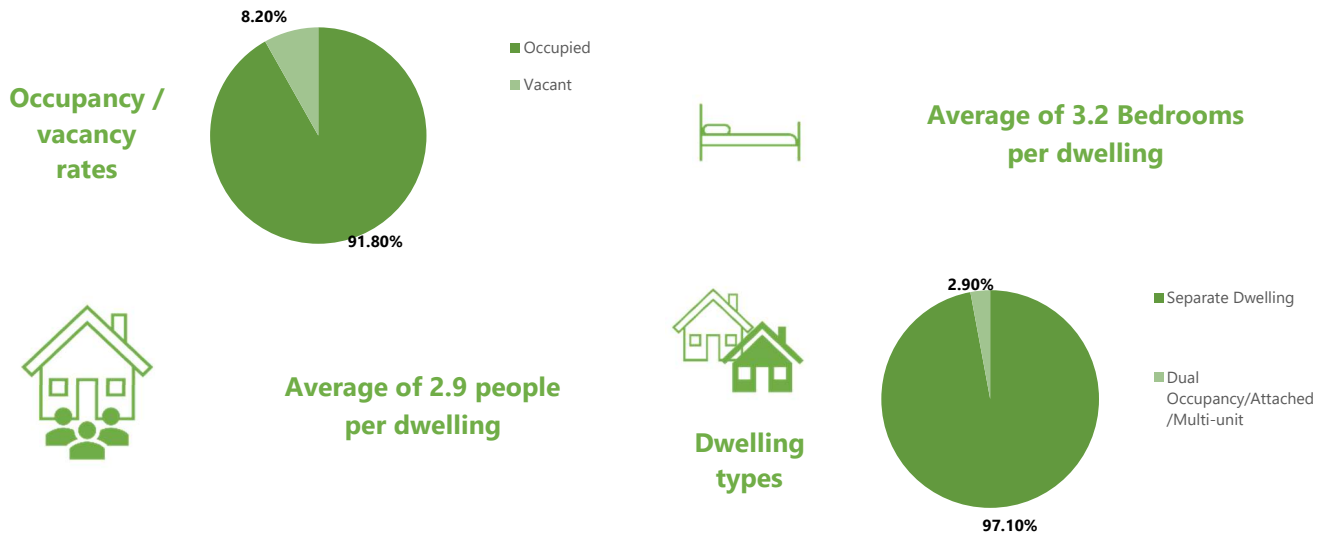 8.20%
Occupied
Vacant
Occupancy /
vacancy
rates
91.80%
Average of 3.2 Bedrooms
per dwelling
Average of 2.9 people
per dwelling
2.90%
Separate Dwelling
Dual
Occupancy/Attached
/Multi-unit
Dwelling
types
97.10%